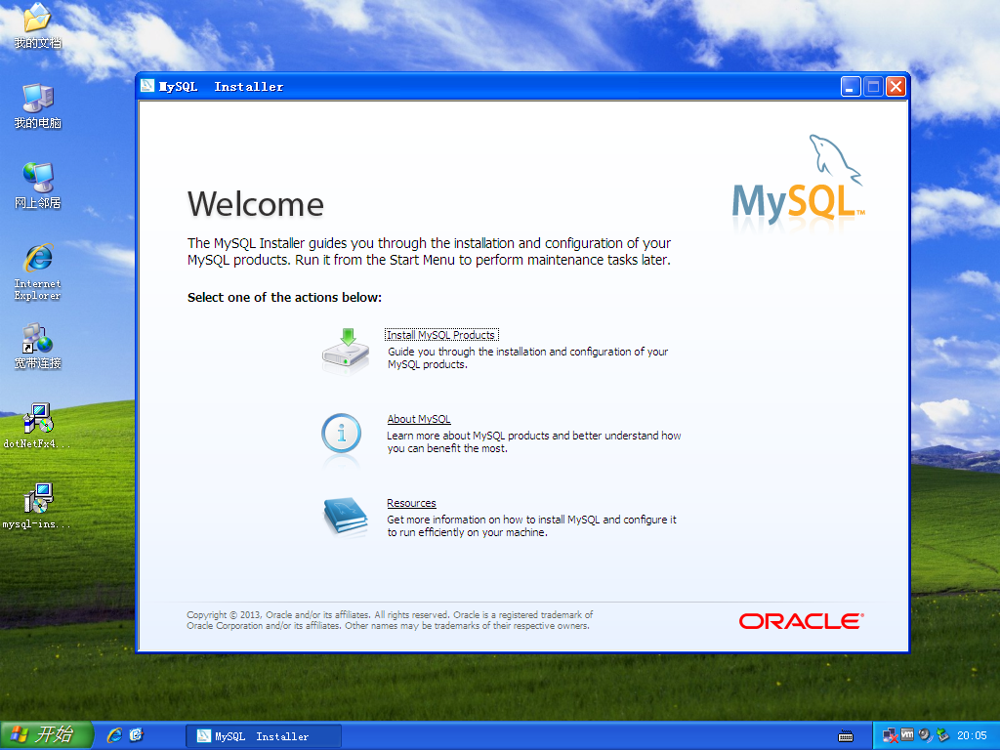 我的文档
我的电脑
网上邻居
Internet
Explorer
宽带连接
dotNetFx4...
mysql-ins...
MySQL Installer
MySQL™
Welcome
The MySQL Installer guides you through the installation and configuration of your
MySQL products. Run it from the Start Menu to perform maintenance tasks later.
Select one of the actions below:
Install MySQL Products
Guide you through the installation and configuration of your
MySQL products.
About MySQL
Learn more about MySQL products and better understand how
you can benefit the most.
Resources
Get more information on how to install MySQL and configure it
to run efficiently on your machine.
Copyright © 2013, Oracle and/or its affiliates. All rights reserved. Oracle is a registered trademark of
Oracle Corporation and/or its affiliates. Other names may be trademarks of their respective owners.
ORACLE®
开始
MySQL Installer
vm
20:05